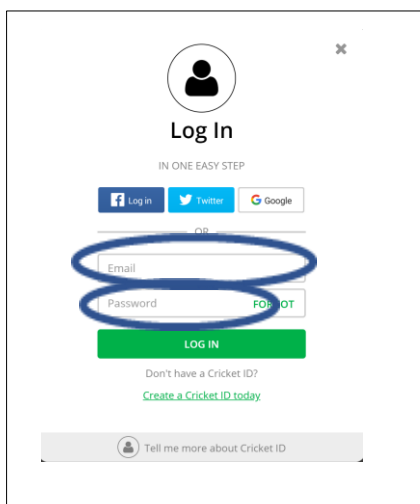 Log In
IN ONE EASY STEP
Log in Twitter Google
OR
Email
Password FORGOT
LOG IN
Don't have a Cricket ID?
Create a Cricket ID today
Tell me more about Cricket ID